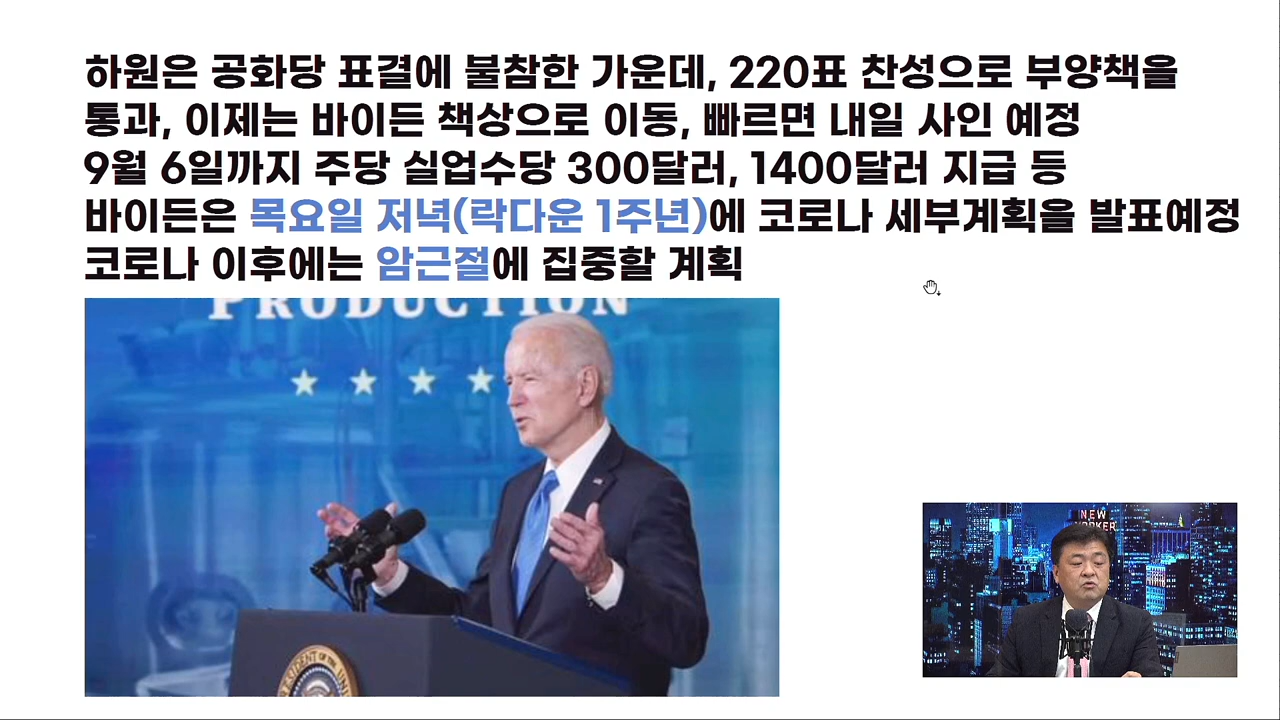 하원은 공화당 표결에 불참한 가운데, 220표 찬성으로 부양책을
통과, 이제는 바이든 책상으로 이동, 빠르면 내일 사인 예정
9월 6일까지 주당 실업수당 300달러, 1400달러 지급 등
바이든은 목요일 저녁(락다운 1주년)에 코로나 세부계획을 발표예정
코로나 이후에는 암근절에 집중할 계획
PRODUCTION
PRESIDENT OF THE UNITED
NEW
YORKER